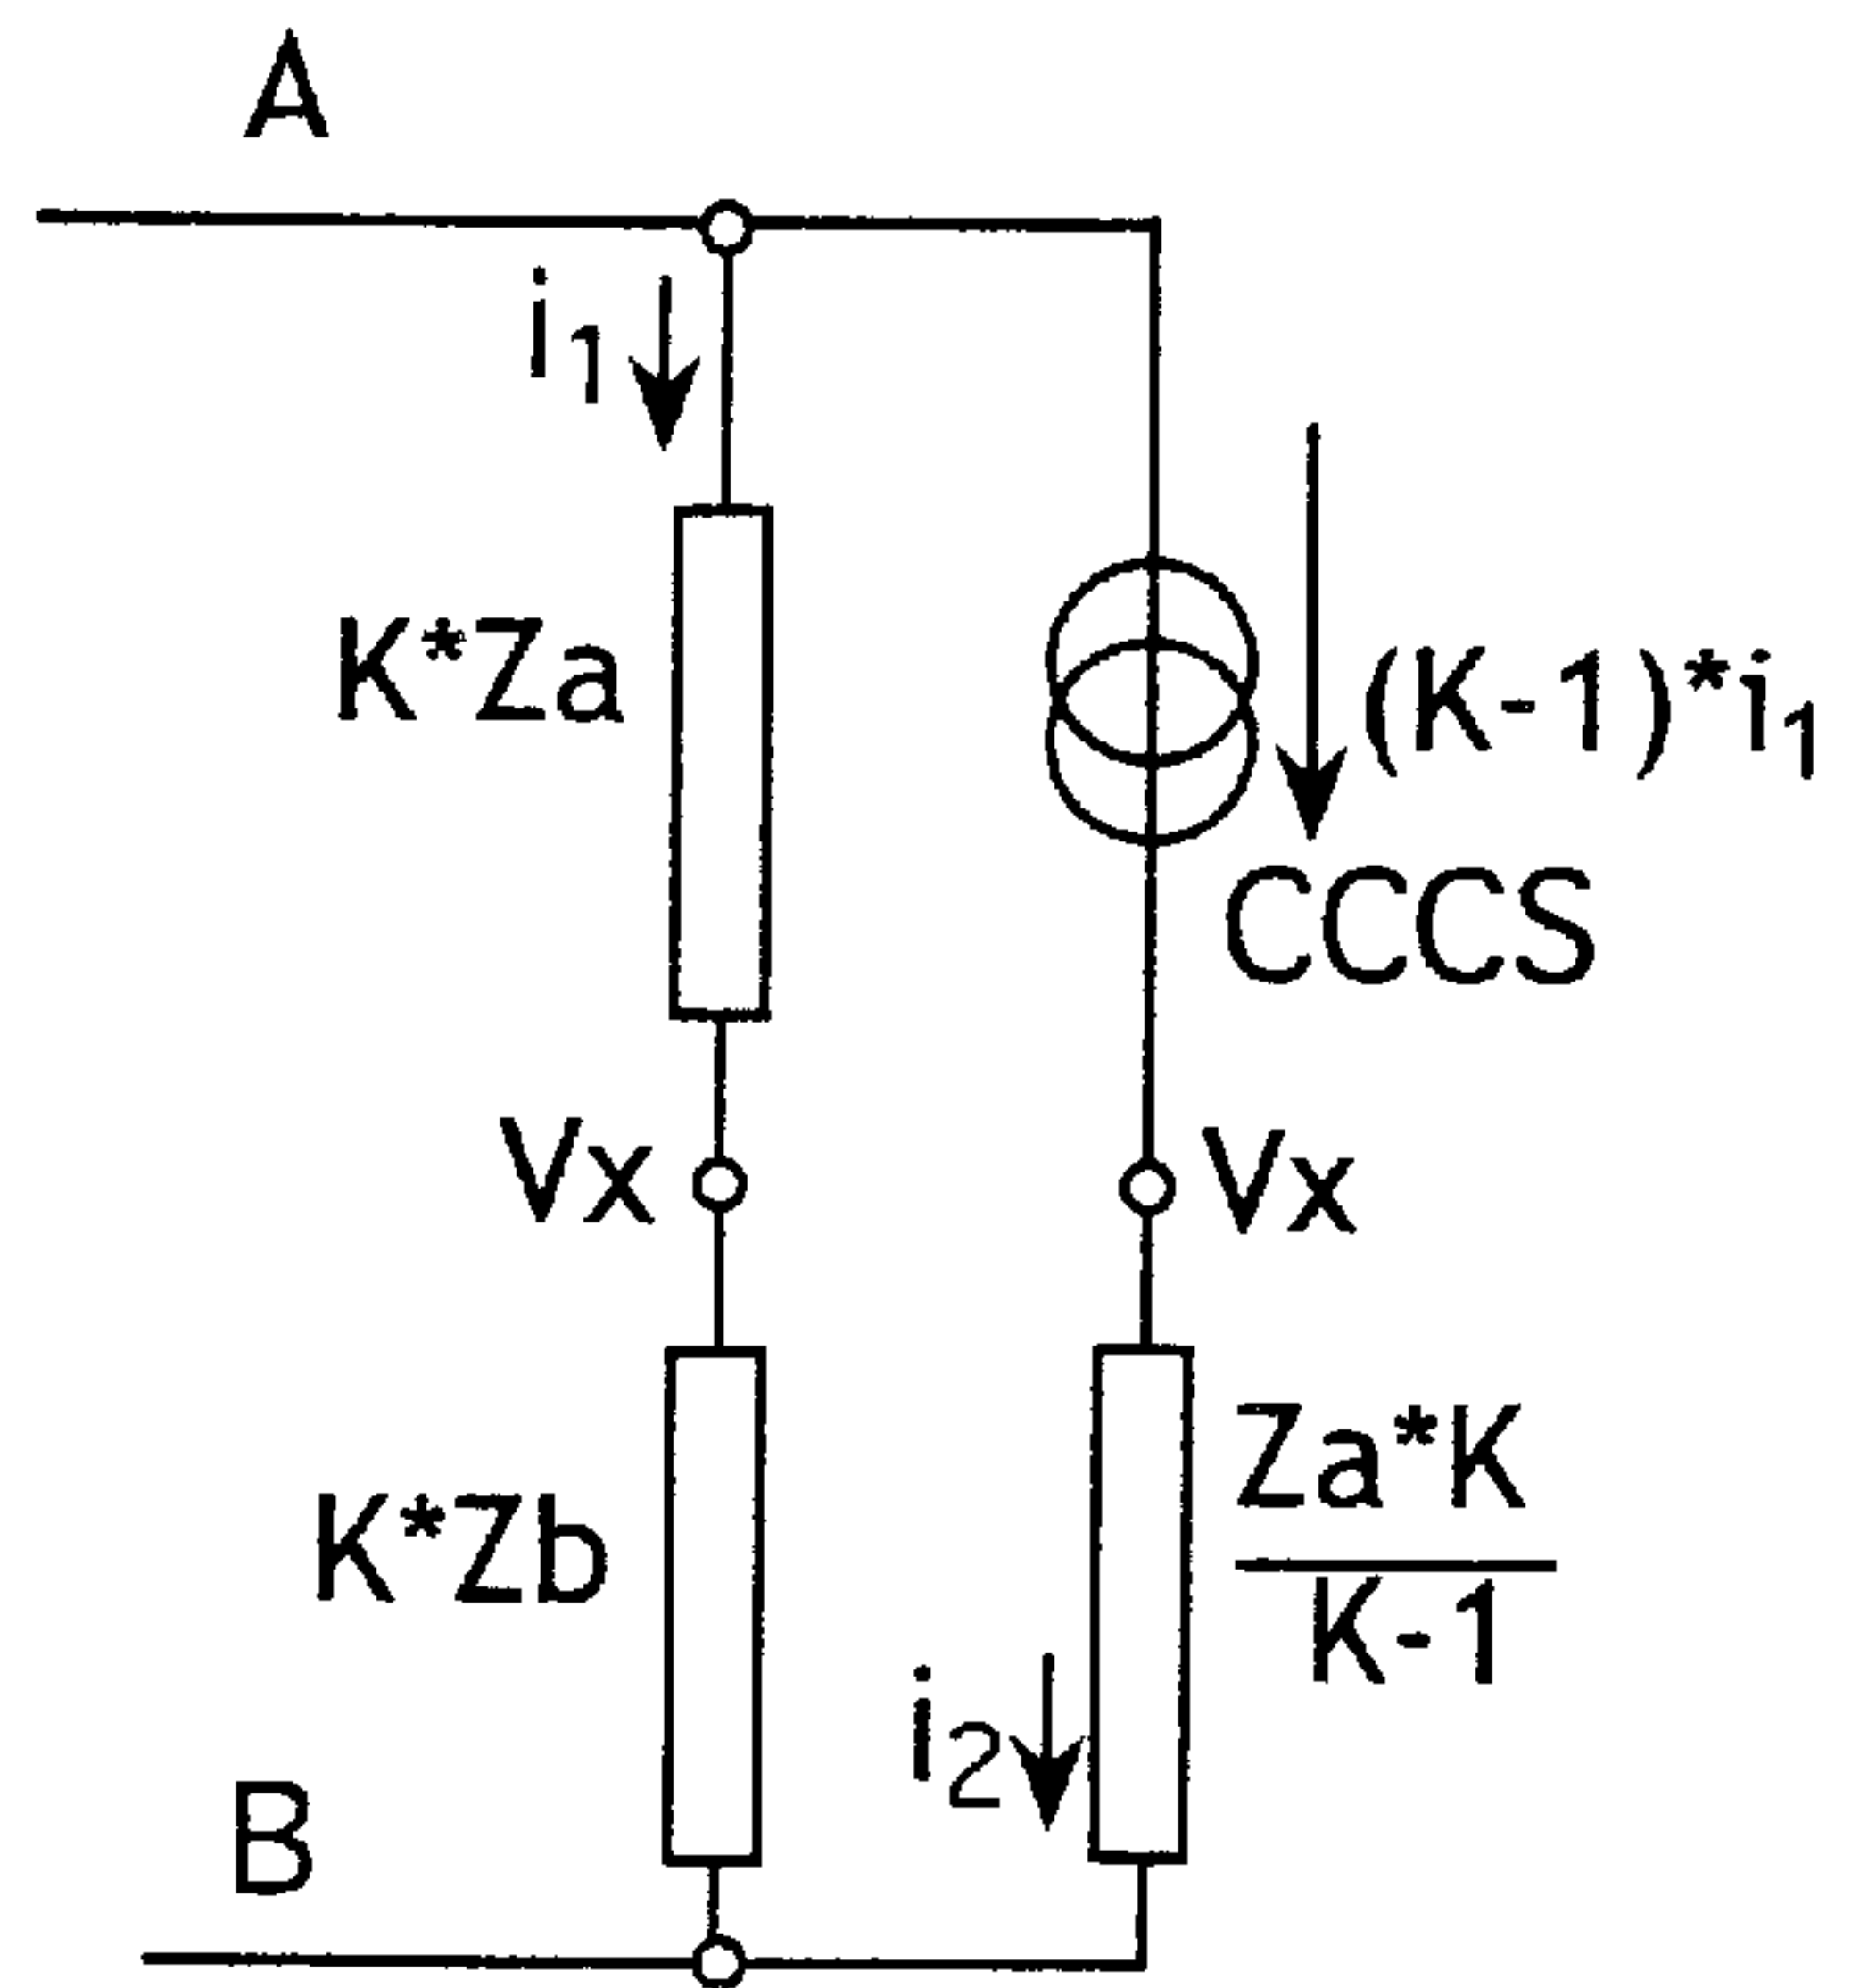 A
i1
K*Za
(K-1)*i1
CCCS
Vx
Vx
K*Zb
Za*K
K-1
i2
B